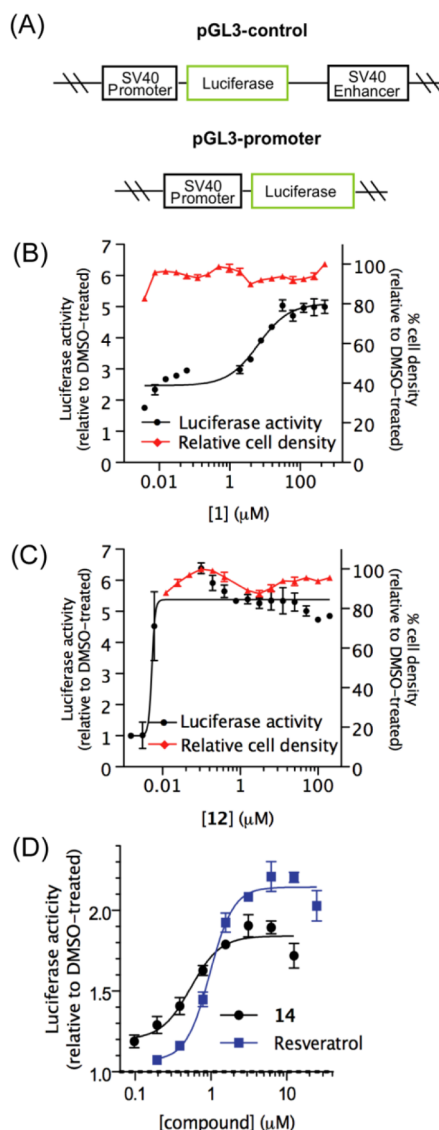 (A)
pGL3-control
SV40
Promoter
Luciferase
SV40
Enhancer
pGL3-promoter
SV40
Promoter
Luciferase
(B)
7
6
5
4
3
2
1
0
100
80
60
40
20
0
Luciferase activity
(relative to DMSO-treated)
% cell density
(relative to DMSO-treated)
Luciferase activity
Relative cell density
0.01
1
100
[1] (μM)
(C)
7
6
5
4
3
2
1
0
100
80
60
40
20
0
Luciferase activity
(relative to DMSO-treated)
% cell density
(relative to DMSO-treated)
Luciferase activity
Relative cell density
0.01
1
100
[12] (μM)
(D)
Luciferase activity
(relative to DMSO-treated)
2.0
1.5
1.0
14
Resveratrol
0.1
1
10
[compound] (μM)